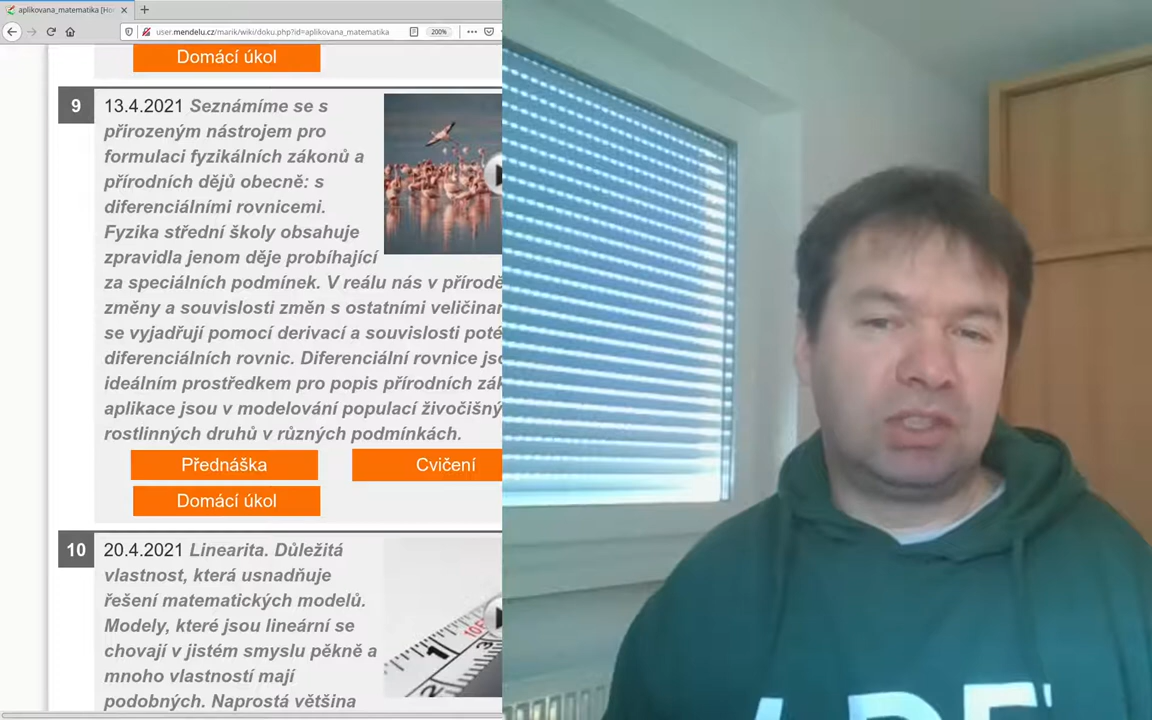 aplikovana_matematika [Ho
user.mendelu.cz/marik/wiki/doku.php?id=aplikovana_matematika
200%
Domácí úkol
9
13.4.2021 Seznámíme se s
přirozeným nástrojem pro
formulaci fyzikálních zákonů a
přírodních dějů obecně: s
diferenciálními rovnicemi.
Fyzika střední školy obsahuje
zpravidla jenom děje probíhající
za speciálních podmínek. V reálu nás v přírodě
změny a souvislosti změn s ostatními veličinar
se vyjadřují pomocí derivací a souvislosti poté
diferenciálních rovnic. Diferenciální rovnice jso
ideálním prostředkem pro popis přírodních zák
aplikace jsou v modelování populací živočišný
rostlinných druhů v různých podmínkách.
Přednáška
Cvičení
Domácí úkol
10
20.4.2021 Linearita. Důležitá
vlastnost, která usnadňuje
řešení matematických modelů.
Modely, které jsou lineární se
chovají v jistém smyslu pěkně a
mnoho vlastností mají
podobných. Naprostá většina